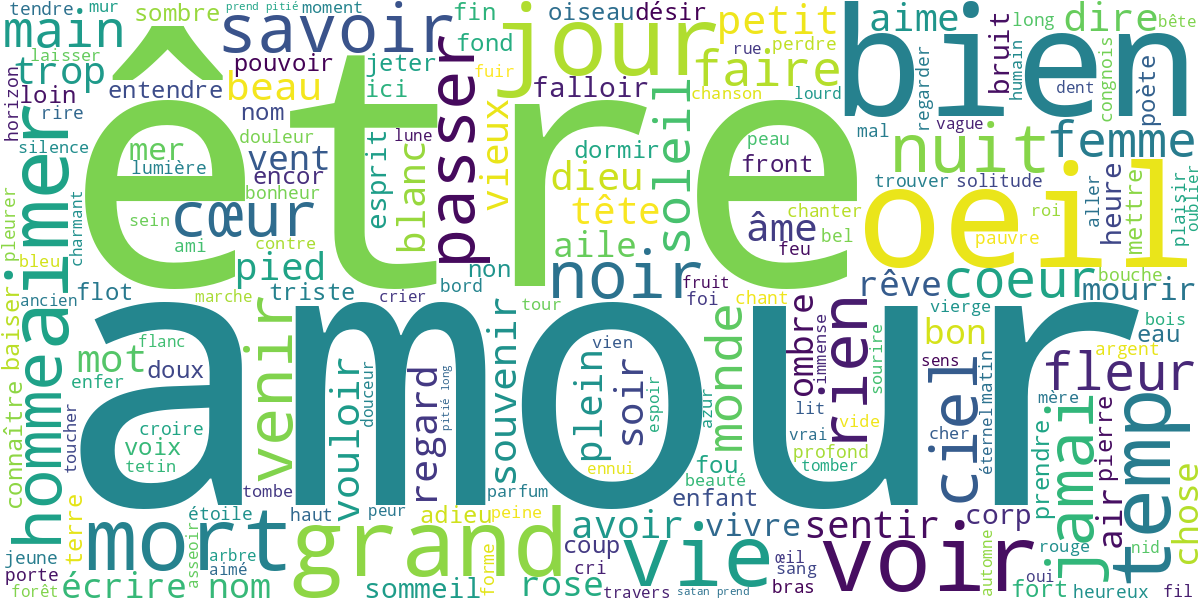 tendre
mur
sombre
prend pitié
moment
fin
oiseau
désir
petit
aime
long
dire
bête
main
savoir
jour
bien
laisser
fond
rue
perdre
bruit
humain
trop
pouvoir
jeter
fuir
faire
regarder
dent
congnois
poète
horizon
loin
entendre
beau
ici
falloir
chanson
lourd
rire
nom
être
passer
vieux
soleil
mal
vague
femme
silence
douleur
lune
peau
nuit
mer
vent
esprit
blanc
dormir
front
lumière
encor
dieu
trouver
solitude
aller
heure
mettre
plaisir
oublier
aimer
homme
pleurer
charmant
sein
bonheur
cœur
tête
âme
chanter
roi
oeil
ami
contre
aile
bel
pauvre
feu
bleu
pied
non
noir
bouche
ancien
flot
marche
triste
crier
bord
tour
fruit
foi
chant
rêve
coeur
mourir
vierge
baiser
mot
flanc
venir
amour
vien
ombre
immense
sourire
bon
bois
eau
argent
enfer
doux
vouloir
douceur
regard
pitié long
souvenir
plein
soir
espoir
azur
monde
lit
rien
sens
ciel
éternel
matin
fleur
connaître
toucher
croire
voix
tetin
vrai
vide
profond
cher
mère
ennui
fou
beauté
tomber
prendre
jamai
pierre
air
temp
chose
tombe
parfum
enfant
terre
mort
étoile
haut
peur
grand
adieu
peine
avoir
vivre
sentir
corp
jeune
asseoir
arbre
coup
cri
vie
œil
sang
voir
automne
rouge
nid
porte
aimé
forme
forêt
écrire
nom
sommeil
rose
travers
satan prend
bras
oui
fort
heureux
fil